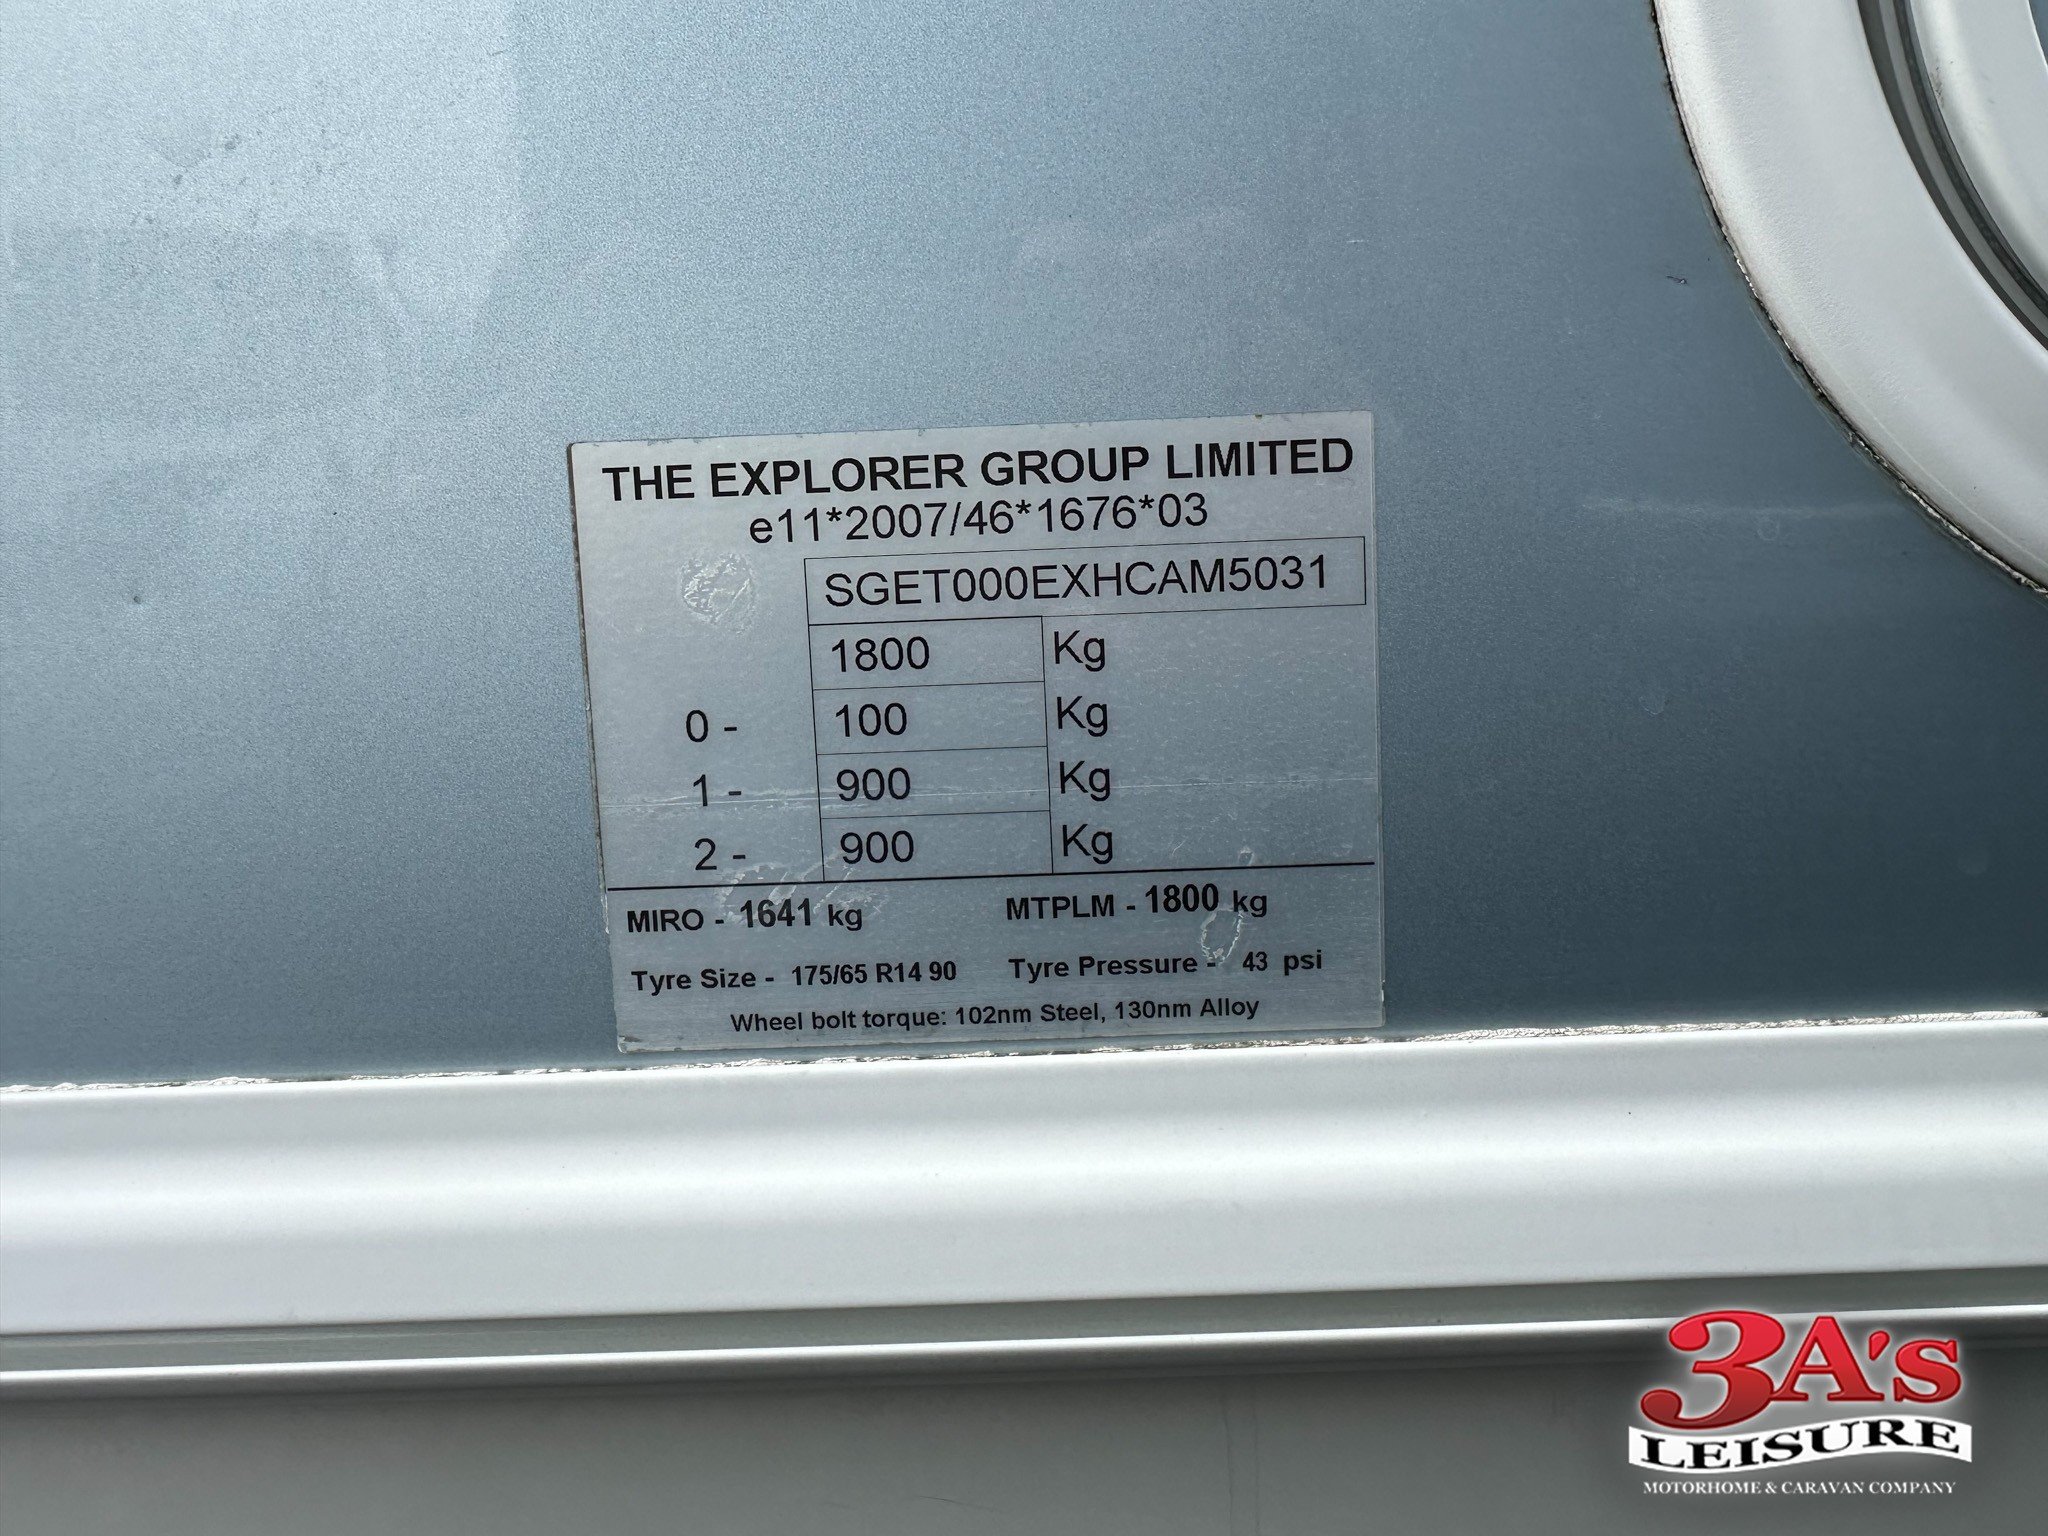 THE EXPLORER GROUP LIMITED
e11*2007/46*1676*03
SGET000EXHCAM5031
1800 Kg
0 - 100 Kg
1 - 900 Kg
2 - 900 Kg
MIRO - 1641 kg MTPLM - 1800 kg
Tyre Size - 175/65 R14 90 Tyre Pressure - 43 psi
Wheel bolt torque: 102nm Steel, 130nm Alloy
3A's
LEISURE
MOTORHOME & CARAVAN COMPANY